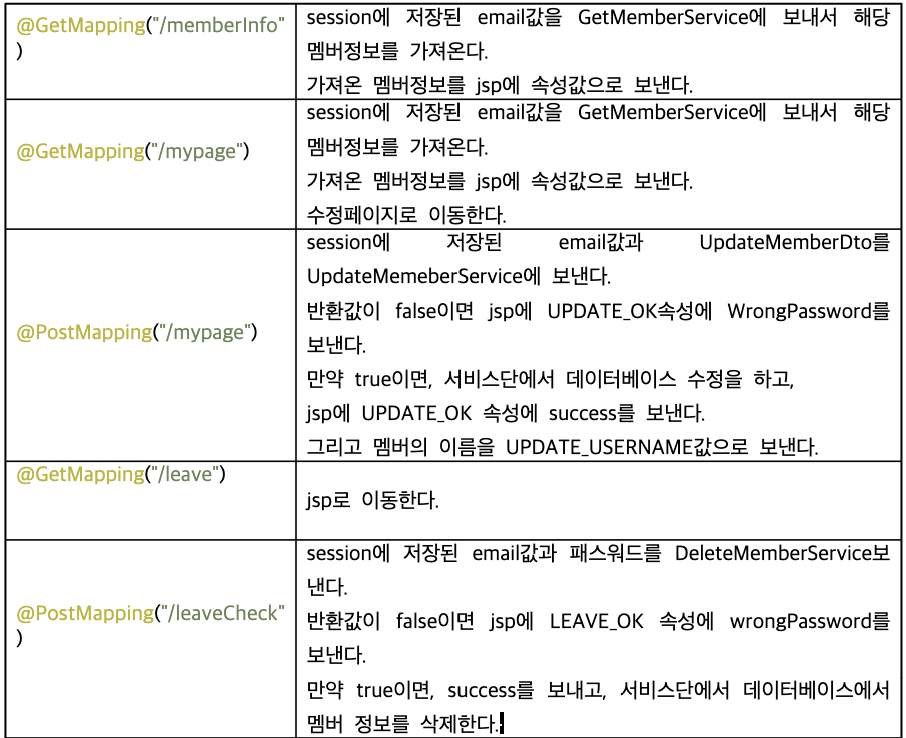 @GetMapping("/memberInfo"
)
session에 저장된 email값을 GetMemberService에 보내서 해당
멤버정보를 가져온다.
가져온 멤버정보를 jsp에 속성값으로 보낸다.
@GetMapping("/mypage")
session에 저장된 email값을 GetMemberService에 보내서 해당
멤버정보를 가져온다.
가져온 멤버정보를 jsp에 속성값으로 보낸다.
수정페이지로 이동한다.
@PostMapping("/mypage")
session에 저장된 email값과 UpdateMemberDto를
UpdateMemeberService에 보낸다.
반환값이 false이면 jsp에 UPDATE_OK속성에 WrongPassword를
보낸다.
만약 true이면, 서비스단에서 데이터베이스 수정을 하고,
jsp에 UPDATE_OK 속성에 success를 보낸다.
그리고 멤버의 이름을 UPDATE_USERNAME값으로 보낸다.
@GetMapping("/leave")
jsp로 이동한다.
@PostMapping("/leaveCheck"
)
session에 저장된 email값과 패스워드를 DeleteMemberService보
낸다.
반환값이 false이면 jsp에 LEAVE_OK 속성에 wrongPassword를
보낸다.
만약 true이면, success를 보내고, 서비스단에서 데이터베이스에서
멤버 정보를 삭제한다.